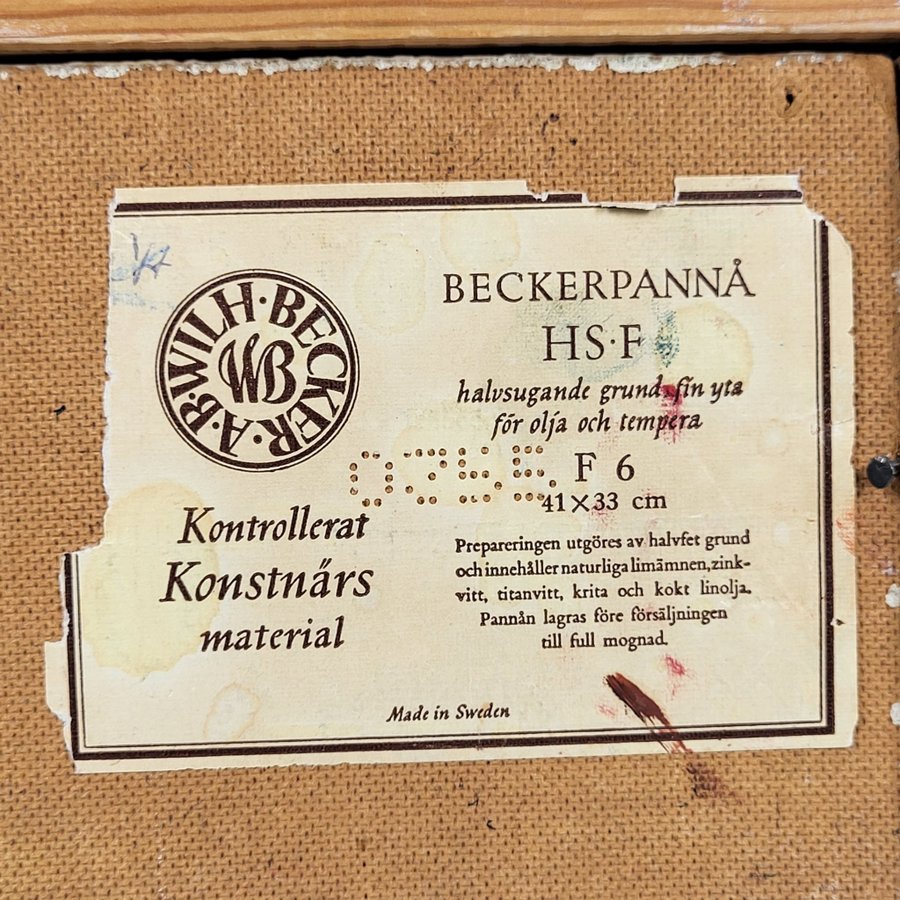 A·B·WILH·BECKER·
WB
BECKERPANNÅ
HS·F
halvsugande grund, fin yta
för olja och tempera
F 6
41×33 cm
Kontrollerat
Konstnärs
material
Prepareringen utgöres av halvfet grund
och innehåller naturliga limämnen, zink-
vitt, titanvitt, krita och kokt linolja.
Pannån lagras före försäljningen
till full mognad.
Made in Sweden